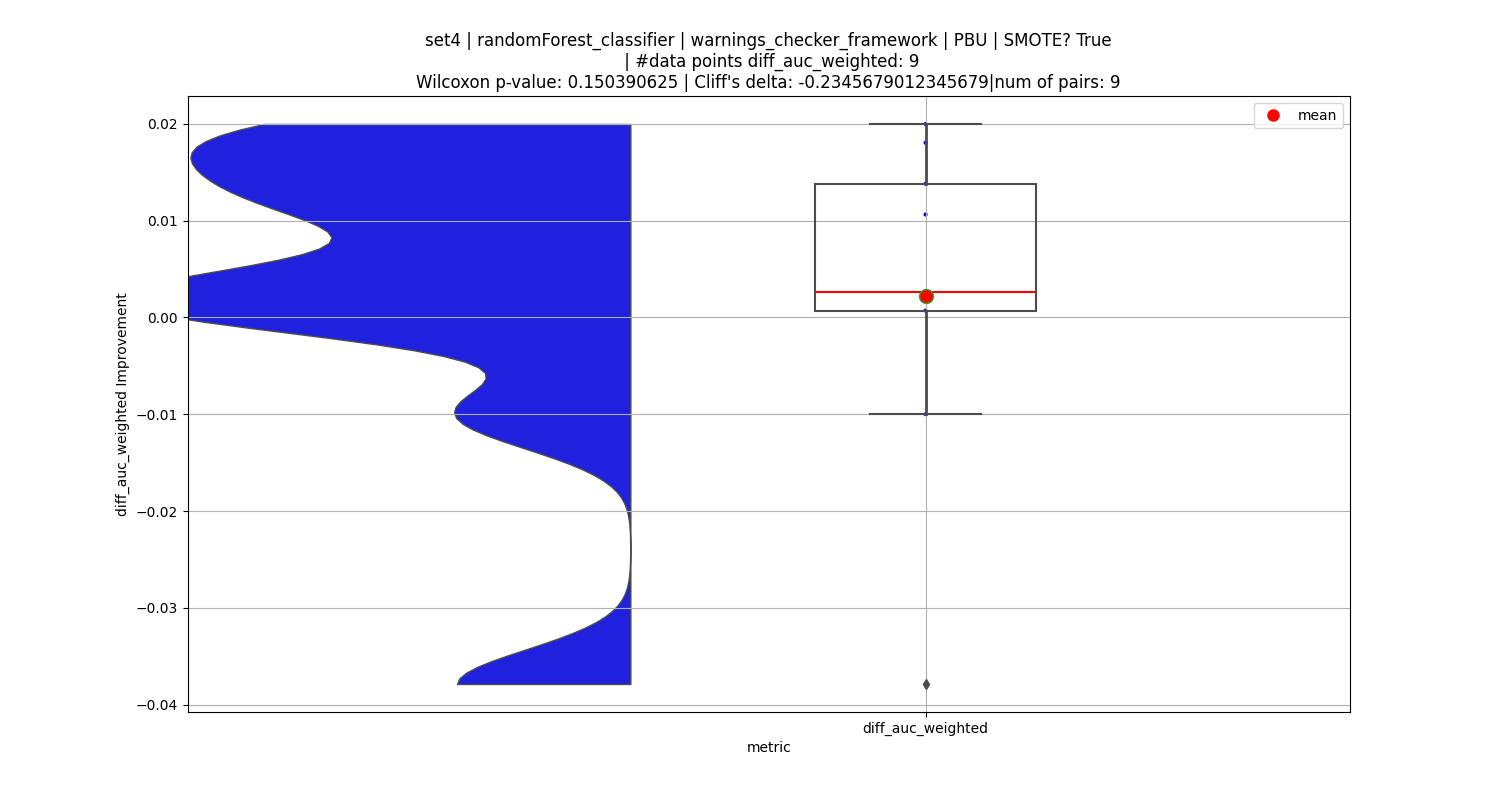 set4 | randomForest_classifier | warnings_checker_framework | PBU | SMOTE? True
| #data points diff_auc_weighted: 9
Wilcoxon p-value: 0.150390625 | Cliff's delta: -0.2345679012345679|num of pairs: 9
mean
0.02
0.01
0.00
−0.01
−0.02
−0.03
−0.04
diff_auc_weighted Improvement
diff_auc_weighted
metric